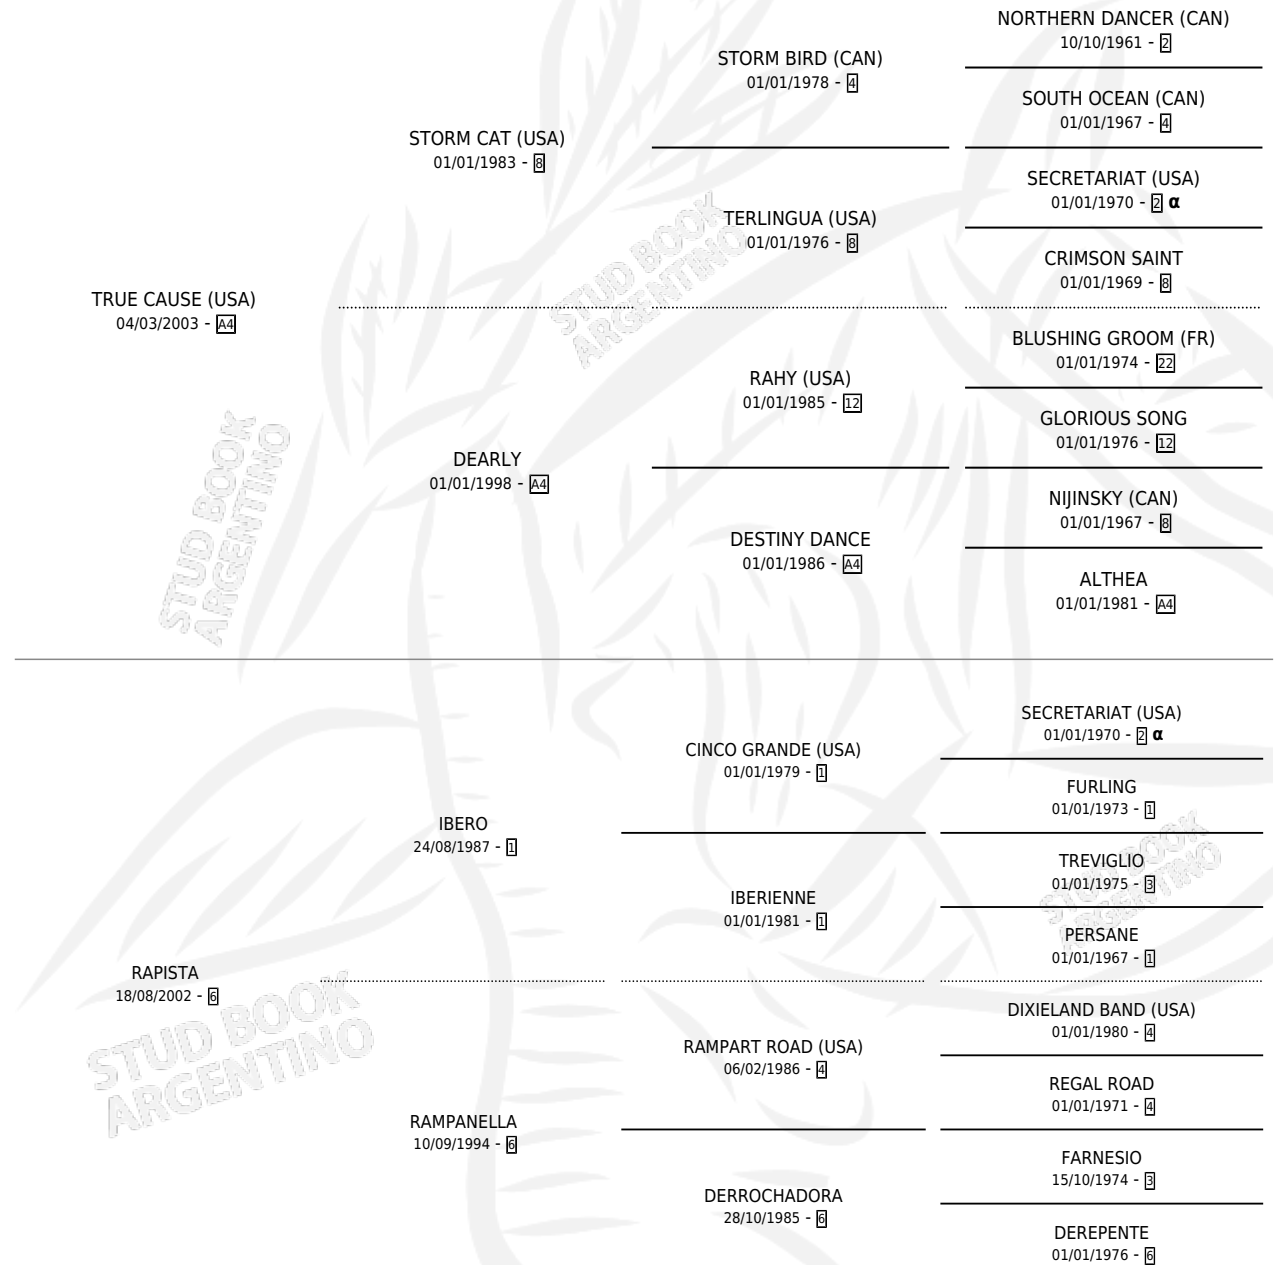 NORTHERN DANCER (CAN)
10/10/1961 - 2
STORM BIRD (CAN)
01/01/1978 - 4
SOUTH OCEAN (CAN)
01/01/1967 - 4
STORM CAT (USA)
01/01/1983 - 8
SECRETARIAT (USA)
01/01/1970 - 2 α
TERLINGUA (USA)
01/01/1976 - 8
CRIMSON SAINT
01/01/1969 - 8
TRUE CAUSE (USA)
04/03/2003 - A4
BLUSHING GROOM (FR)
01/01/1974 - 22
RAHY (USA)
01/01/1985 - 12
GLORIOUS SONG
01/01/1976 - 12
DEARLY
01/01/1998 - A4
NIJINSKY (CAN)
01/01/1967 - 8
DESTINY DANCE
01/01/1986 - A4
ALTHEA
01/01/1981 - A4
SECRETARIAT (USA)
01/01/1970 - 2 α
CINCO GRANDE (USA)
01/01/1979 - 1
FURLING
01/01/1973 - 1
IBERO
24/08/1987 - 1
TREVIGLIO
01/01/1975 - 3
IBERIENNE
01/01/1981 - 1
PERSANE
01/01/1967 - 1
RAPISTA
18/08/2002 - 6
DIXIELAND BAND (USA)
01/01/1980 - 4
RAMPART ROAD (USA)
06/02/1986 - 4
REGAL ROAD
01/01/1971 - 4
RAMPANELLA
10/09/1994 - 6
FARNESIO
15/10/1974 - 3
DERROCHADORA
28/10/1985 - 6
DEREPENTE
01/01/1976 - 6
STUD BOOK
ARGENTINO
STUD BOOK
ARGENTINO
STUD BOOK
ARGENTINO
STUD BOOK
ARGENTINO